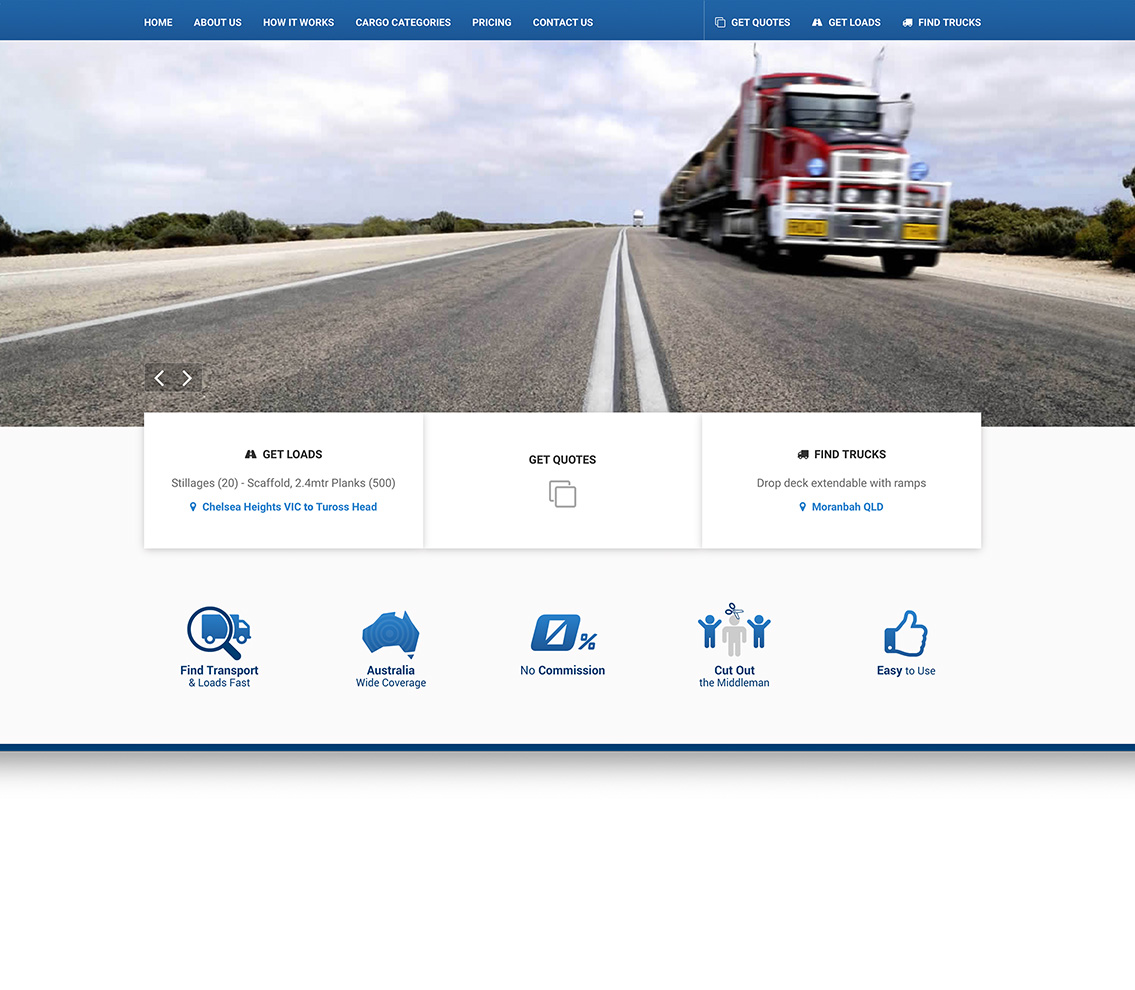 HOME ABOUT US HOW IT WORKS CARGO CATEGORIES PRICING CONTACT US GET QUOTES GET LOADS FIND TRUCKS
ROAD TRAIN
GET LOADS
Stillages (20) - Scaffold, 2.4mtr Planks (500)
Chelsea Heights VIC to Tuross Head
GET QUOTES
FIND TRUCKS
Drop deck extendable with ramps
Moranbah QLD
Find Transport
& Loads Fast
Australia
Wide Coverage
0%
No Commission
Cut Out
the Middleman
Easy to Use